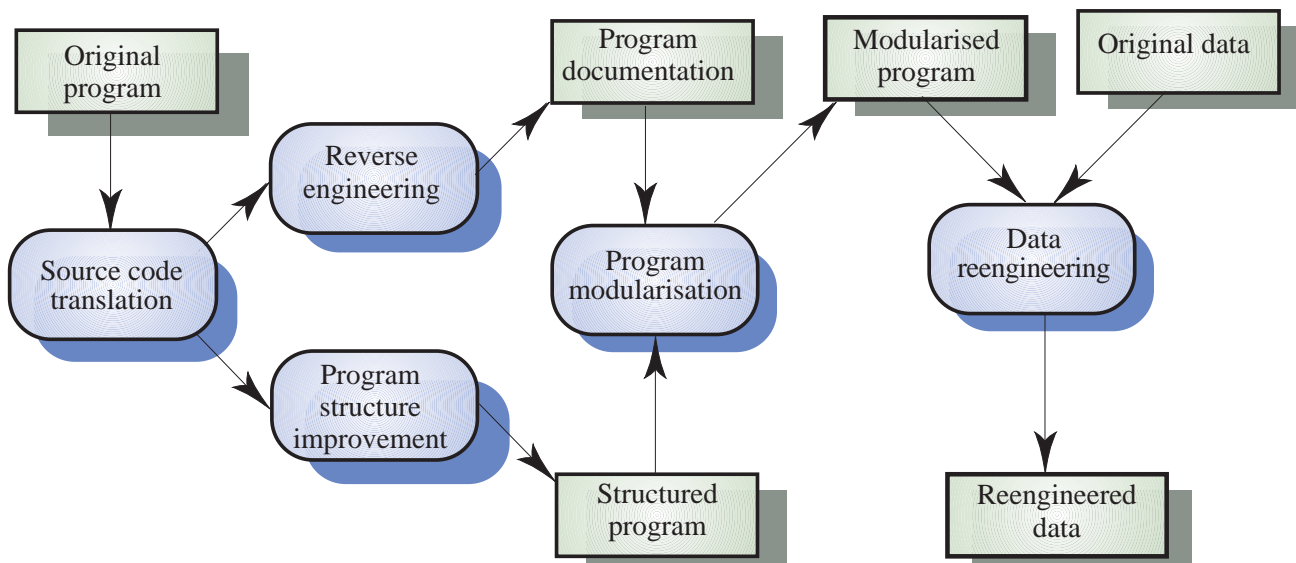 Original
program
Program
documentation
Modularised
program
Original data
Reverse
engineering
Source code
translation
Program
modularisation
Data
reengineering
Program
structure
improvement
Structured
program
Reengineered
data